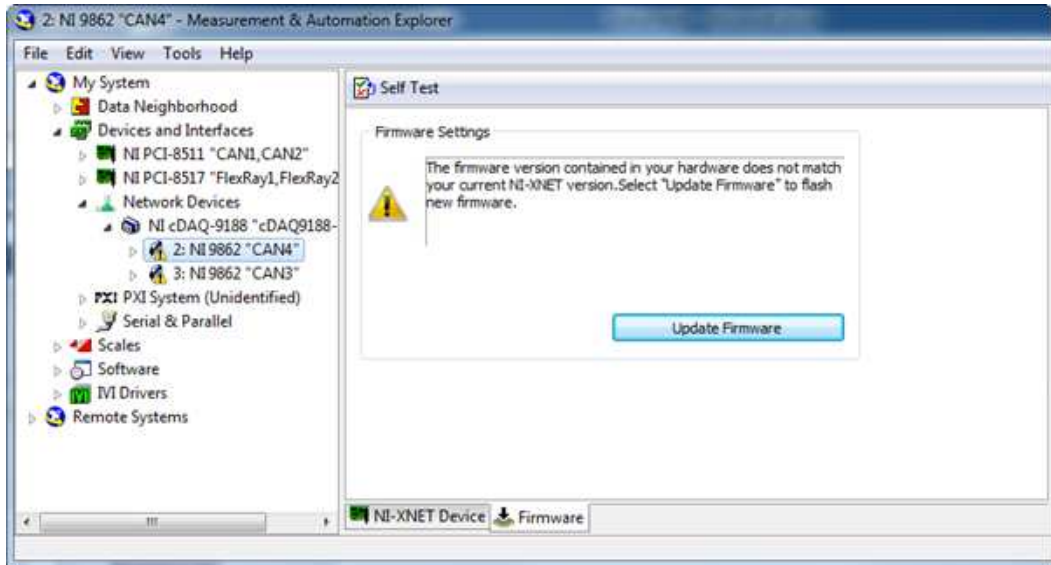 2: NI 9862 "CAN4" - Measurement & Automation Explorer
File Edit View Tools Help
My System
Data Neighborhood
Devices and Interfaces
NI PCI-8511 "CAN1,CAN2"
NI PCI-8517 "FlexRay1,FlexRay2
Network Devices
NI cDAQ-9188 "cDAQ9188-
2: NI 9862 "CAN4"
3: NI 9862 "CAN3"
PXI PXI System (Unidentified)
Serial & Parallel
Scales
Software
IVI Drivers
Remote Systems
Self Test
Firmware Settings
The firmware version contained in your hardware does not match
your current NI-XNET version.Select "Update Firmware" to flash
new firmware.
Update Firmware
NI-XNET Device Firmware